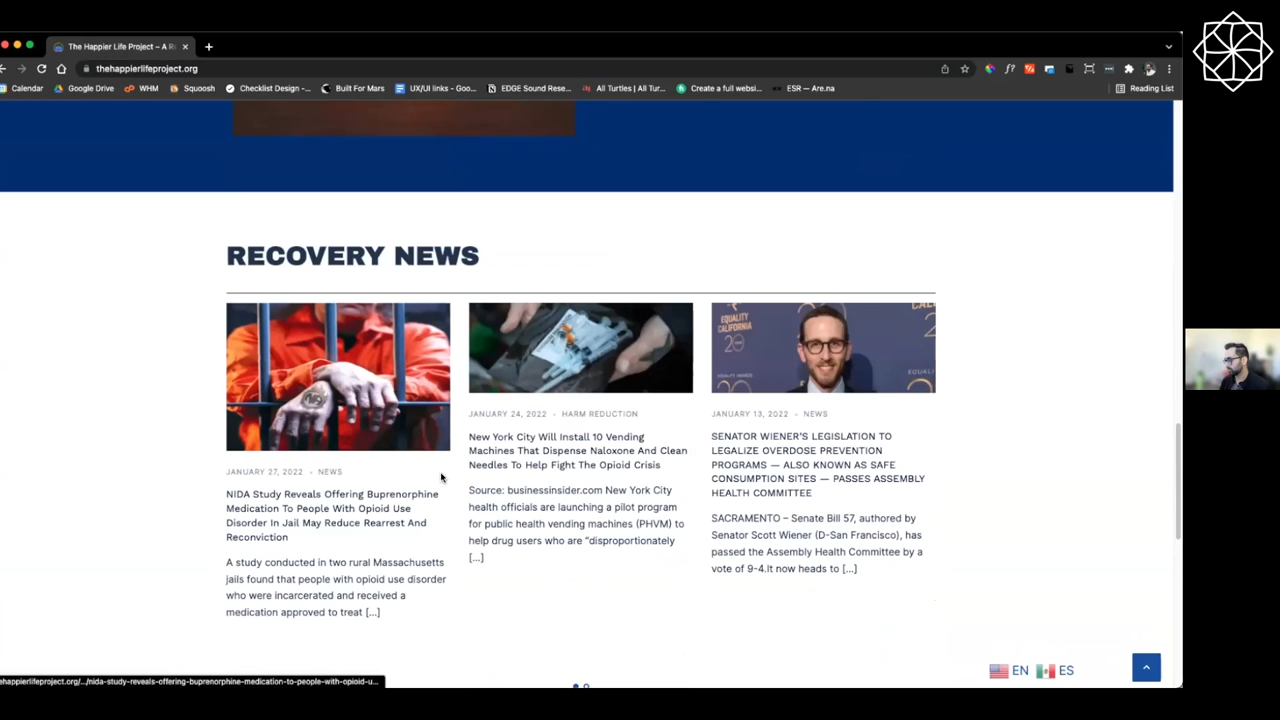 The Happier Life Project – A R
thehappierlifeproject.org
Calendar Google Drive WHM Squoosh Checklist Design -... Built For Mars UX/UI links - Goo... EDGE Sound Rese... All Turtles | All Tur... Create a full websi... ESR — Are.na Reading List
RECOVERY NEWS
EQUALITY
CALIFORNIA
20
JANUARY 27, 2022 • NEWS
NIDA Study Reveals Offering Buprenorphine
Medication To People With Opioid Use
Disorder In Jail May Reduce Rearrest And
Reconviction
A study conducted in two rural Massachusetts
jails found that people with opioid use disorder
who were incarcerated and received a
medication approved to treat [...]
JANUARY 24, 2022 • HARM REDUCTION
New York City Will Install 10 Vending
Machines That Dispense Naloxone And Clean
Needles To Help Fight The Opioid Crisis
Source: businessinsider.com New York City
health officials are launching a pilot program
for public health vending machines (PHVM) to
help drug users who are "disproportionately
[...]
JANUARY 13, 2022 • NEWS
SENATOR WIENER'S LEGISLATION TO
LEGALIZE OVERDOSE PREVENTION
PROGRAMS — ALSO KNOWN AS SAFE
CONSUMPTION SITES — PASSES ASSEMBLY
HEALTH COMMITTEE
SACRAMENTO – Senate Bill 57, authored by
Senator Scott Wiener (D-San Francisco), has
passed the Assembly Health Committee by a
vote of 9-4.It now heads to [...]
EN ES
happierlifeproject.org/.../nida-study-reveals-offering-buprenorphine-medication-to-people-with-opioid-u...